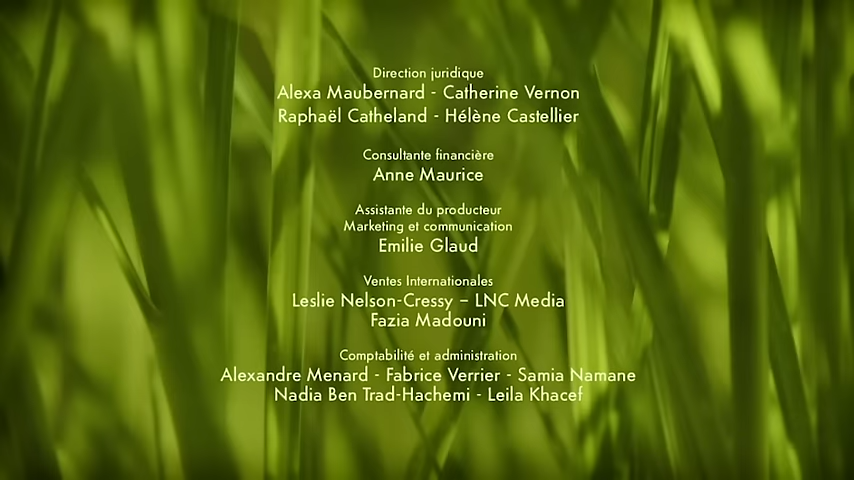 Direction juridique
Alexa Maubernard - Catherine Vernon
Raphaël Catheland - Hélène Castellier
Consultante financière
Anne Maurice
Assistante du producteur
Marketing et communication
Emilie Glaud
Ventes Internationales
Leslie Nelson-Cressy – LNC Media
Fazia Madouni
Comptabilité et administration
Alexandre Menard - Fabrice Verrier - Samia Namane
Nadia Ben Trad-Hachemi - Leila Khacef